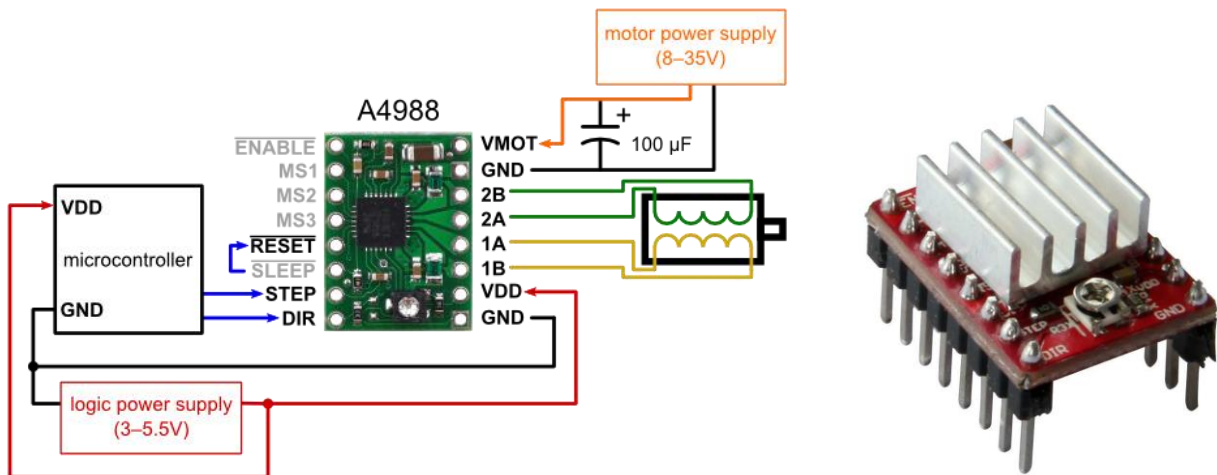 motor power supply
(8–35V)
A4988
ENABLE
MS1
MS2
MS3
RESET
SLEEP
STEP
DIR
VMOT
GND
2B
2A
1A
1B
VDD
GND
+
100 µF
VDD
microcontroller
GND
logic power supply
(3–5.5V)
STEP
DIR
GND